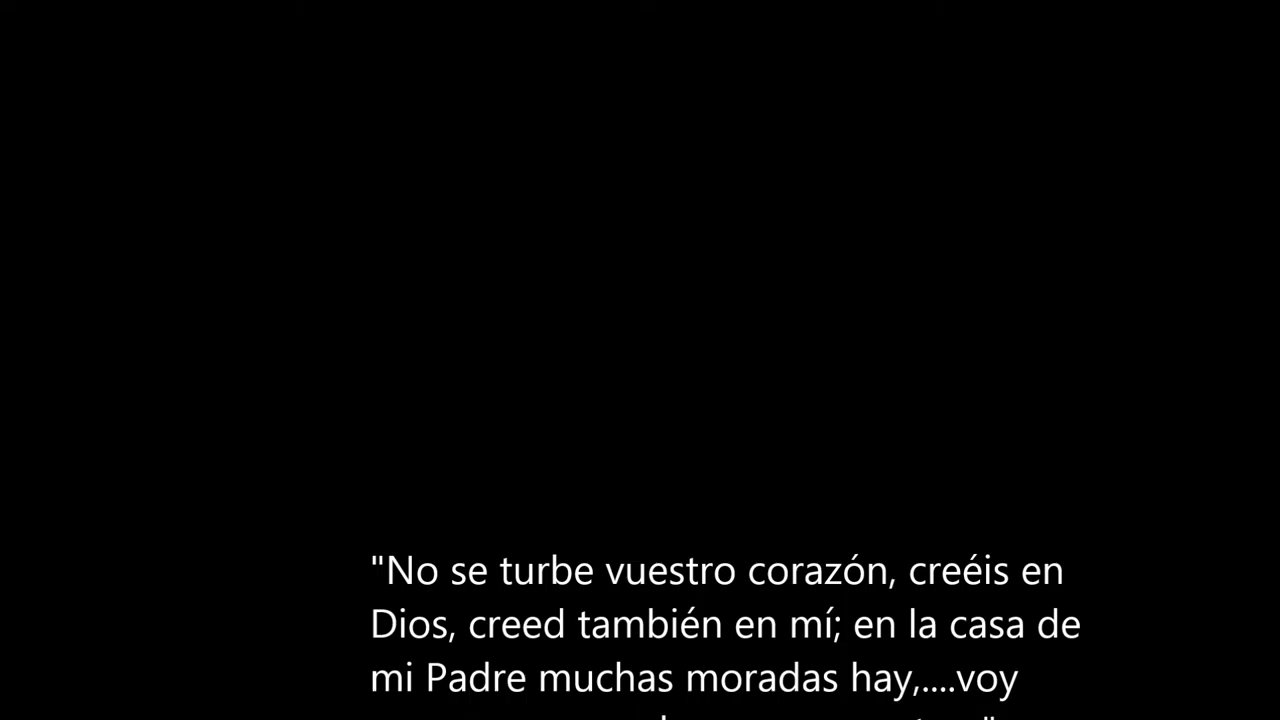 "No se turbe vuestro corazón, creéis en
Dios, creed también en mí; en la casa de
mi Padre muchas moradas hay,....voy